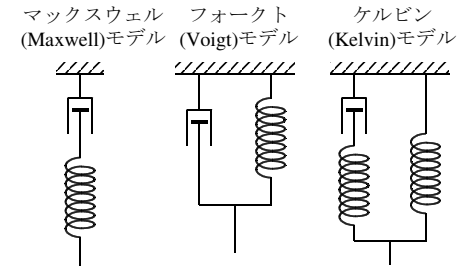 マックスウェル
(Maxwell)モデル
フォークト
(Voigt)モデル
ケルビン
(Kelvin)モデル